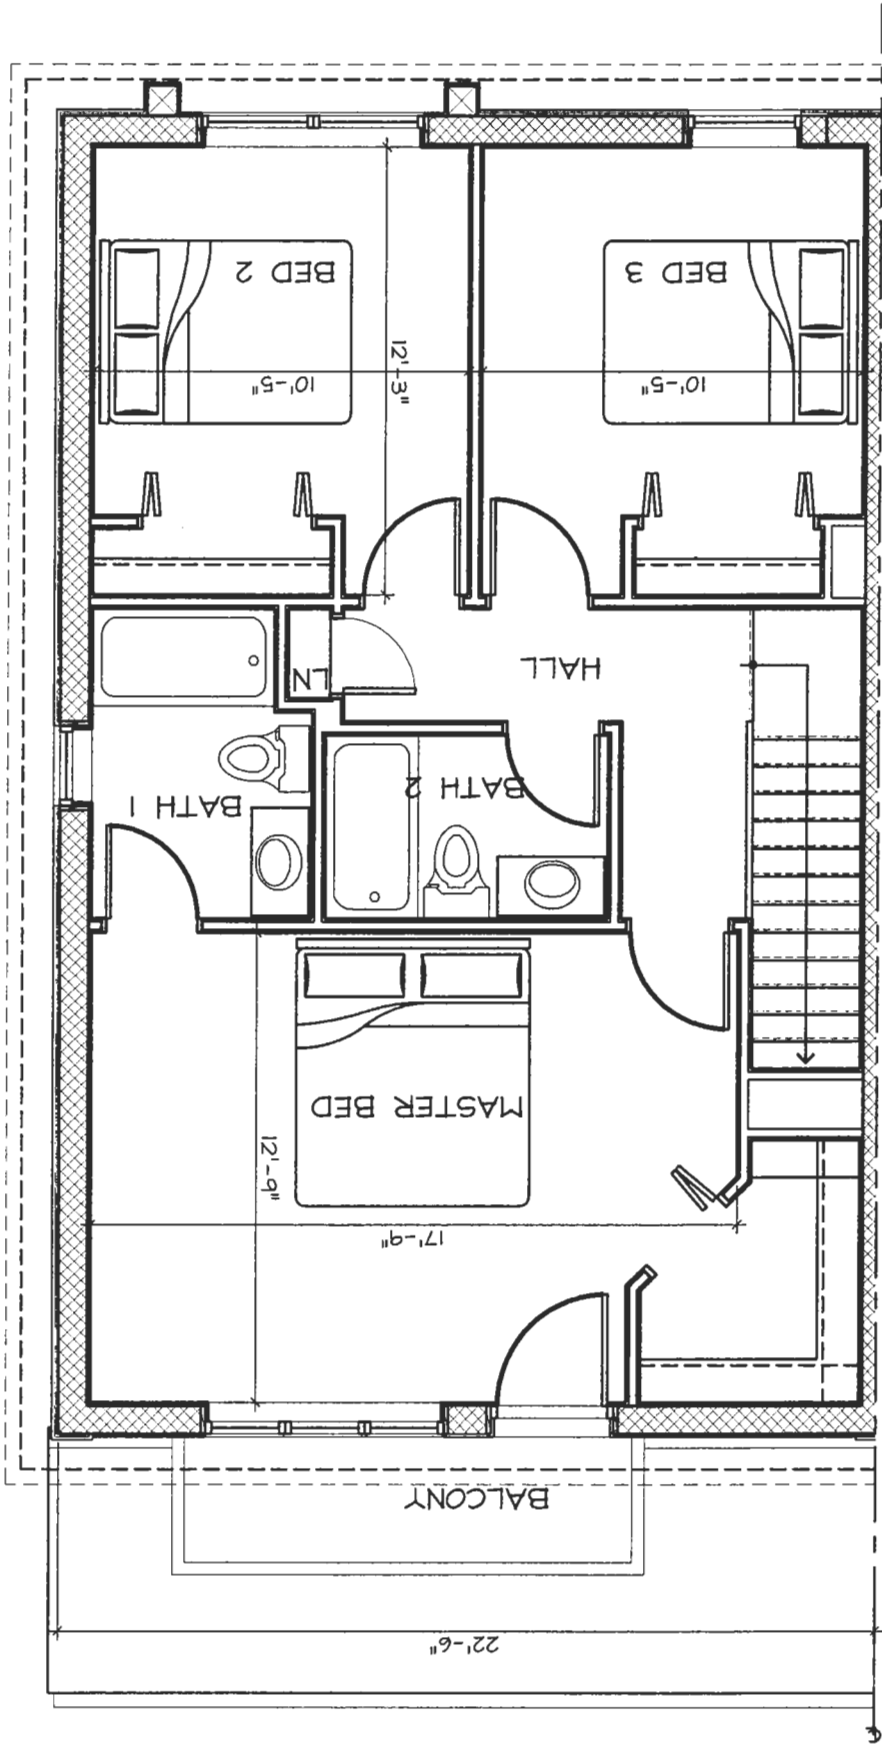 22'-6"
BALCONY
17'-9"
12'-9"
MASTER BED
BATH 2
BATH 1
HALL
LN
10'-5"
12'-3"
10'-5"
BED 3
BED 2